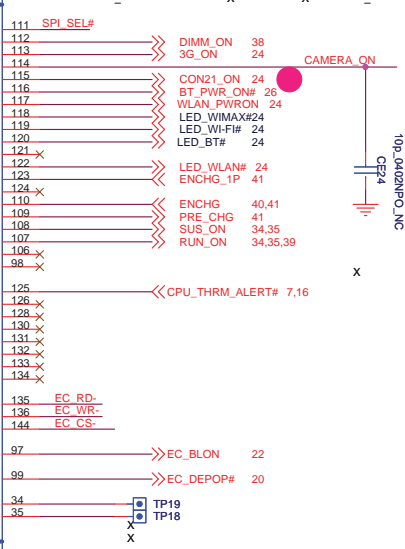 111 SPI_SEL#
112 DIMM_ON 38
113 3G_ON 24
114 CAMERA_ON
115 CON21_ON 24
116 BT_PWR_ON# 26
117 WLAN_PWRON 24
118 LED_WIMAX#24
119 LED_WI-FI# 24
120 LED_BT# 24
121
122 LED_WLAN# 24
123 ENCHG_1P 41
124
110 ENCHG 40,41
109 PRE_CHG 41
108 SUS_ON 34,35
107 RUN_ON 34,35,39
106
98
10p_0402NPO_NC
CE24
x
125 CPU_THRM_ALERT# 7,16
126
128
130
131
132
133
134
135 EC_RD-
136 EC_WR-
144 EC_CS-
97 EC_BLON 22
99 EC_DEPOP# 20
34 TP19
35 TP18
x
x